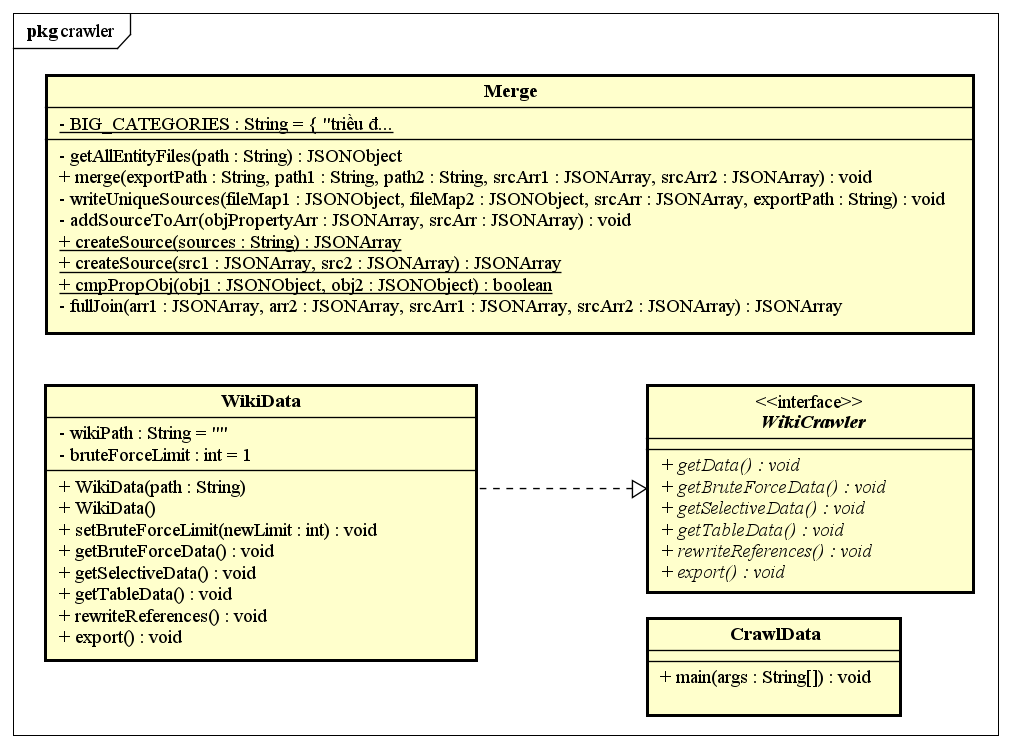 pkg crawler
Merge
- BIG_CATEGORIES : String = { "triều đ...
- getAllEntityFiles(path : String) : JSONObject
+ merge(exportPath : String, path1 : String, path2 : String, srcArr1 : JSONArray, srcArr2 : JSONArray) : void
- writeUniqueSources(fileMap1 : JSONObject, fileMap2 : JSONObject, srcArr : JSONArray, exportPath : String) : void
- addSourceToArr(objPropertyArr : JSONArray, srcArr : JSONArray) : void
+ createSource(sources : String) : JSONArray
+ createSource(src1 : JSONArray, src2 : JSONArray) : JSONArray
+ cmpPropObj(obj1 : JSONObject, obj2 : JSONObject) : boolean
- fullJoin(arr1 : JSONArray, arr2 : JSONArray, srcArr1 : JSONArray, srcArr2 : JSONArray) : JSONArray
WikiData
- wikiPath : String = ""
- bruteForceLimit : int = 1
+ WikiData(path : String)
+ WikiData()
+ setBruteForceLimit(newLimit : int) : void
+ getBruteForceData() : void
+ getSelectiveData() : void
+ getTableData() : void
+ rewriteReferences() : void
+ export() : void
<<interface>>
WikiCrawler
+ getData() : void
+ getBruteForceData() : void
+ getSelectiveData() : void
+ getTableData() : void
+ rewriteReferences() : void
+ export() : void
CrawlData
+ main(args : String[]) : void